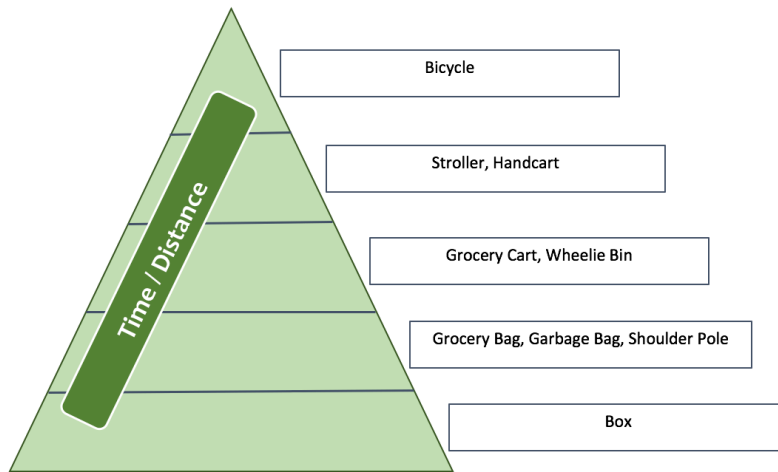 Bicycle
Stroller, Handcart
Grocery Cart, Wheelie Bin
Grocery Bag, Garbage Bag, Shoulder Pole
Box
Time / Distance